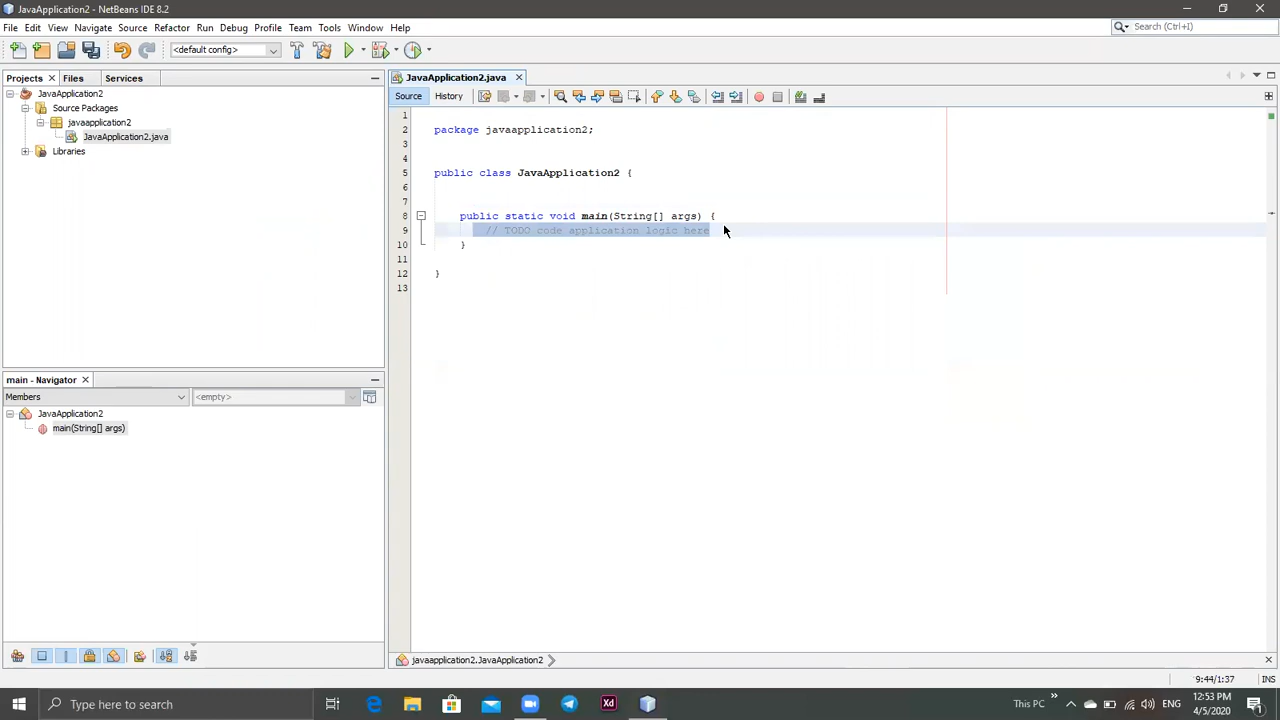 JavaApplication2 - NetBeans IDE 8.2
File Edit View Navigate Source Refactor Run Debug Profile Team Tools Window Help
Search (Ctrl+I)
<default config>
Projects Files Services
JavaApplication2
Source Packages
javaapplication2
JavaApplication2.java
Libraries
main - Navigator
Members
<empty>
JavaApplication2
main(String[] args)
JavaApplication2.java
Source History
1
2 package javaapplication2;
3
4
5 public class JavaApplication2 {
6
7
8 public static void main(String[] args) {
9 // TODO code application logic here
10 }
11
12 }
13
javaapplication2.JavaApplication2
9:44/1:37 INS
Type here to search
Xd
This PC
ENG
12:53 PM
4/5/2020
1